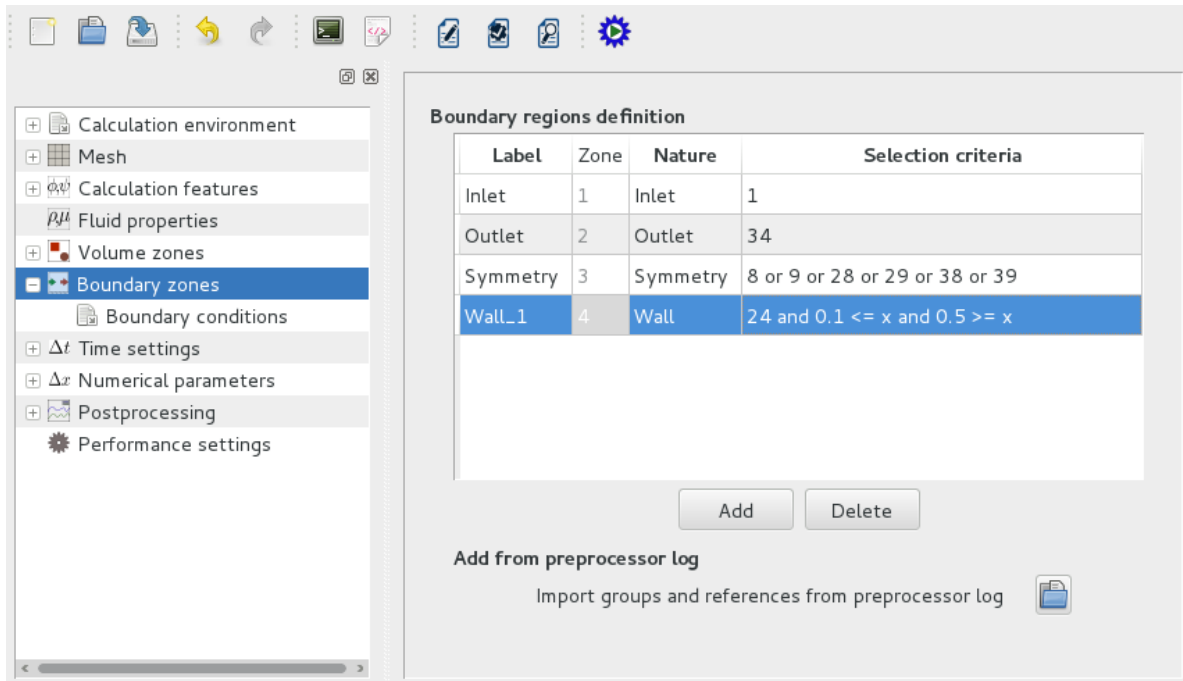 Calculation environment
Mesh
φ,ψ Calculation features
ρ,μ Fluid properties
Volume zones
Boundary zones
Boundary conditions
Δt Time settings
Δx Numerical parameters
Postprocessing
Performance settings
Boundary regions definition
Label Zone Nature Selection criteria
Inlet 1 Inlet 1
Outlet 2 Outlet 34
Symmetry 3 Symmetry 8 or 9 or 28 or 29 or 38 or 39
Wall_1 4 Wall 24 and 0.1 <= x and 0.5 >= x
Add Delete
Add from preprocessor log
Import groups and references from preprocessor log